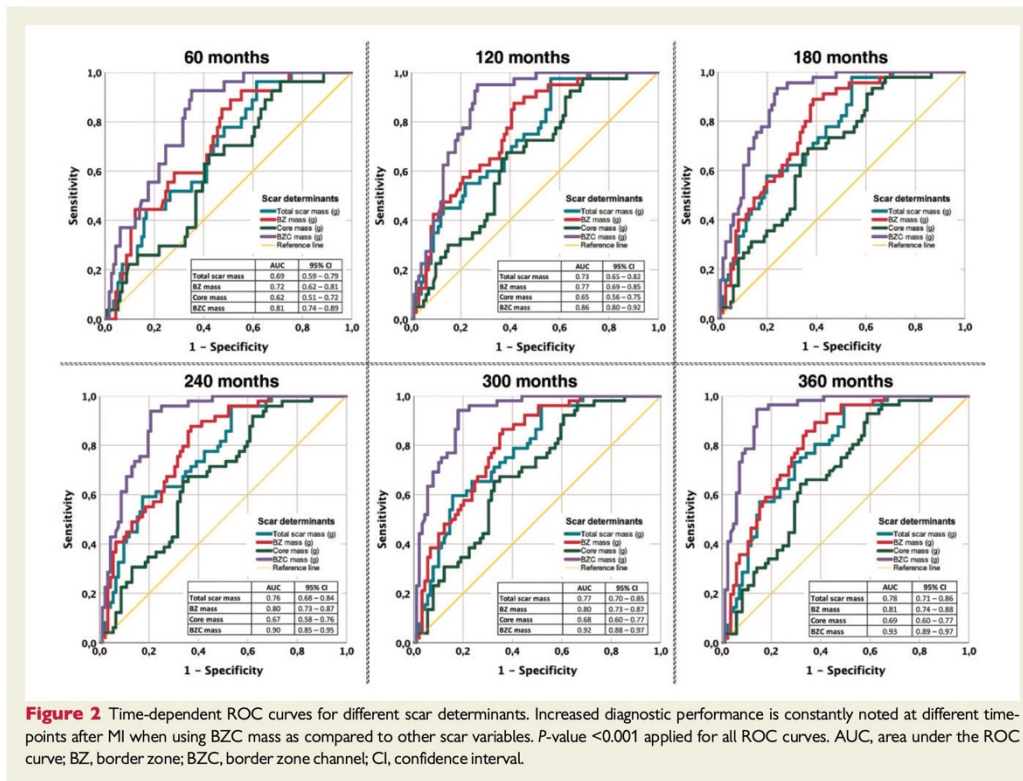 60 months
120 months
180 months
Sensitivity
1,0
0,8
0,6
0,4
0,2
0,0
Scar determinants
Total scar mass (g)
BZ mass (g)
Core mass (g)
BZC mass (g)
Reference line
AUC 95% CI
Total scar mass 0.69 0.59 – 0.79
BZ mass 0.72 0.62 – 0.81
Core mass 0.62 0.51 – 0.72
BZC mass 0.81 0.74 – 0.89
0,0 0,2 0,4 0,6 0,8 1,0
1 – Specificity
Sensitivity
1,0
0,8
0,6
0,4
0,2
0,0
Scar determinants
Total scar mass (g)
BZ mass (g)
Core mass (g)
BZC mass (g)
Reference line
AUC 95% CI
Total scar mass 0.73 0.65 – 0.82
BZ mass 0.77 0.69 – 0.85
Core mass 0.65 0.56 – 0.75
BZC mass 0.86 0.80 – 0.92
0,0 0,2 0,4 0,6 0,8 1,0
1 – Specificity
Sensitivity
1,0
0,8
0,6
0,4
0,2
0,0
Scar determinants
Total scar mass (g)
BZ mass (g)
Core mass (g)
BZC mass (g)
Reference line
0,0 0,2 0,4 0,6 0,8 1,0
1 – Specificity
240 months
300 months
360 months
Sensitivity
1,0
0,8
0,6
0,4
0,2
0,0
Scar determinants
Total scar mass (g)
BZ mass (g)
Core mass (g)
BZC mass (g)
Reference line
AUC 95% CI
Total scar mass 0.76 0.68 – 0.84
BZ mass 0.80 0.73 – 0.87
Core mass 0.67 0.58 – 0.76
BZC mass 0.90 0.85 – 0.95
0,0 0,2 0,4 0,6 0,8 1,0
1 – Specificity
Sensitivity
1,0
0,8
0,6
0,4
0,2
0,0
Scar determinants
Total scar mass (g)
BZ mass (g)
Core mass (g)
BZC mass (g)
Reference line
AUC 95% CI
Total scar mass 0.77 0.70 – 0.85
BZ mass 0.80 0.73 – 0.87
Core mass 0.68 0.60 – 0.77
BZC mass 0.92 0.88 – 0.97
0,0 0,2 0,4 0,6 0,8 1,0
1 – Specificity
Sensitivity
1,0
0,8
0,6
0,4
0,2
0,0
Scar determinants
Total scar mass (g)
BZ mass (g)
Core mass (g)
BZC mass (g)
Reference line
AUC 95% CI
Total scar mass 0.78 0.71 – 0.86
BZ mass 0.81 0.74 – 0.88
Core mass 0.69 0.60 – 0.77
BZC mass 0.93 0.89 – 0.97
0,0 0,2 0,4 0,6 0,8 1,0
1 – Specificity
Figure 2 Time-dependent ROC curves for different scar determinants. Increased diagnostic performance is constantly noted at different time-
points after MI when using BZC mass as compared to other scar variables. P-value <0.001 applied for all ROC curves. AUC, area under the ROC
curve; BZ, border zone; BZC, border zone channel; CI, confidence interval.